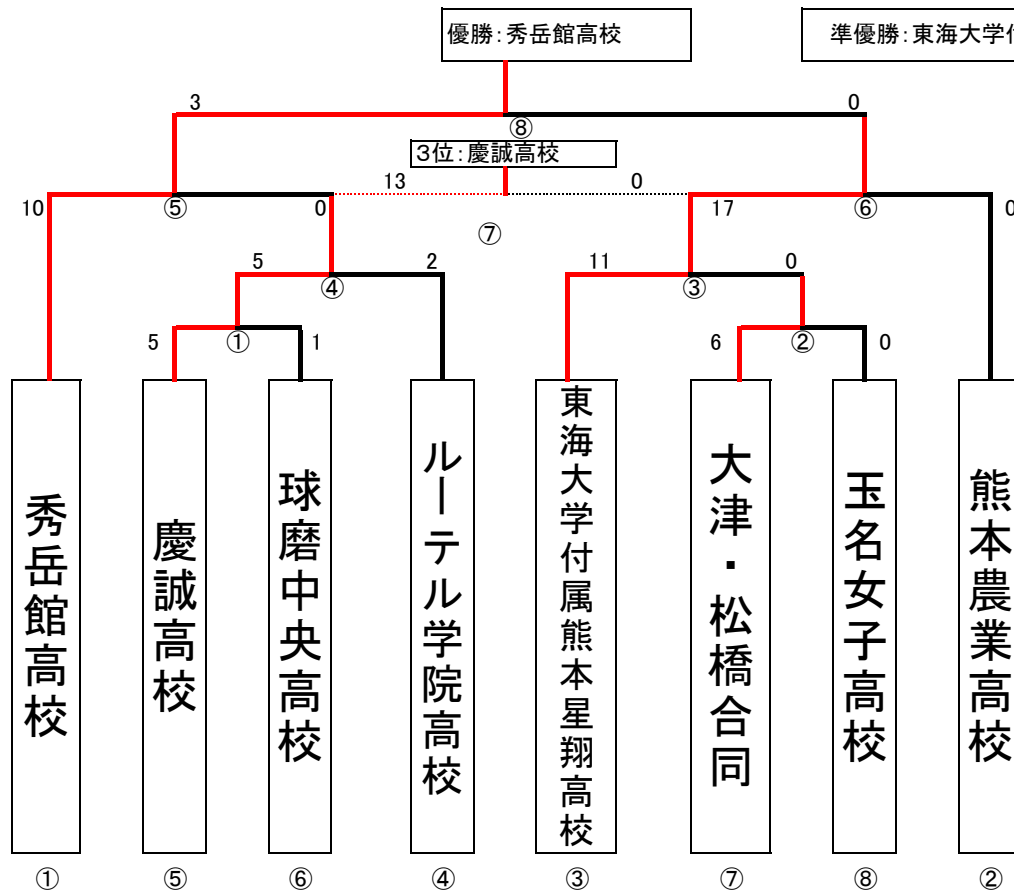 優勝：秀岳館高校
準優勝：東海大学付
3
0
⑧
3位：慶誠高校
13
0
10
⑤
0
17
⑥
0
⑦
5
④
2
11
③
0
5
①
1
6
②
0
秀岳館高校
慶誠高校
球磨中央高校
ルーテル学院高校
東海大学付属熊本星翔高校
大津・松橋合同
玉名女子高校
熊本農業高校
①
⑤
⑥
④
③
⑦
⑧
②